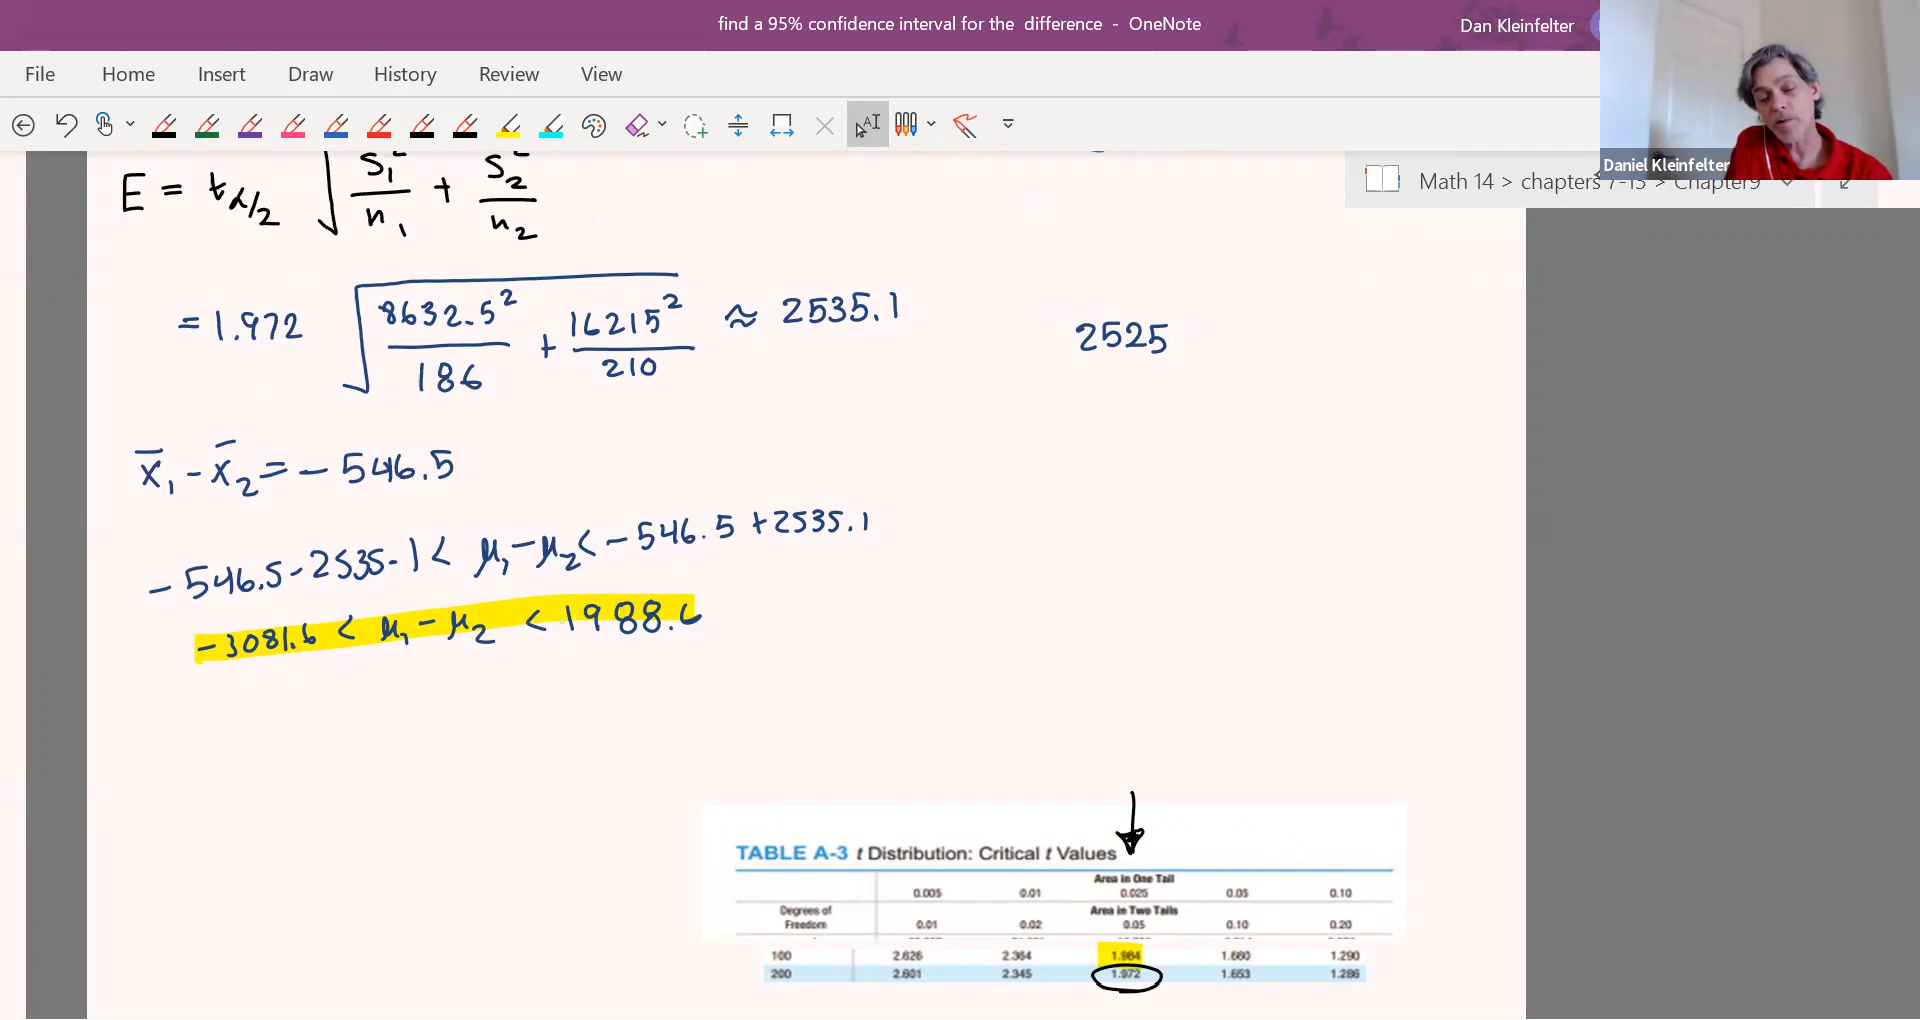 find a 95% confidence interval for the difference - OneNote
Dan Kleinfelter
File Home Insert Draw History Review View
Daniel Kleinfelter
Math 14 > chapters 7-13 > Chapter9
E = t α/2 √ S₁² / n₁ + S₂² / n₂
= 1.972 √ 8632.5² / 186 + 16215² / 210 ≈ 2535.1
2525
x̄₁ - x̄₂ = - 546.5
- 546.5 - 2535.1 < μ₁ - μ₂ < - 546.5 + 2535.1
- 3081.6 < μ₁ - μ₂ < 1988.6
TABLE A-3 t Distribution: Critical t Values
Area in One Tail
0.005 0.01 0.025 0.05 0.10
Degrees of Freedom
Area in Two Tails
0.01 0.02 0.05 0.10 0.20
100 2.626 2.364 1.984 1.660 1.290
200 2.601 2.345 1.972 1.653 1.286